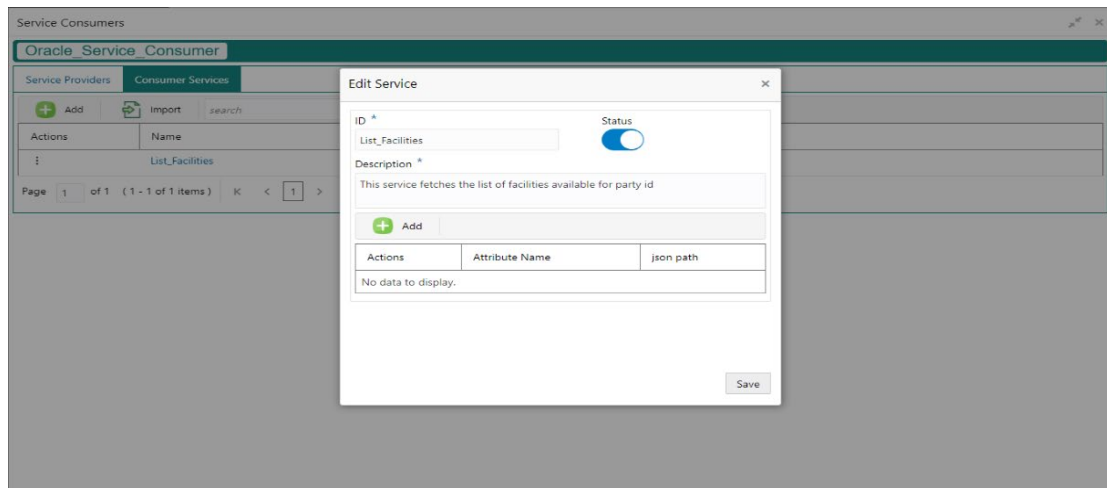 Service Consumers
Oracle_Service_Consumer
Service Providers Consumer Services
Add Import search
Actions Name
List_Facilities
Page 1 of 1 (1 - 1 of 1 items) K < 1 >
Edit Service
ID * Status
List_Facilities
Description *
This service fetches the list of facilities available for party id
Add
Actions Attribute Name json path
No data to display.
Save